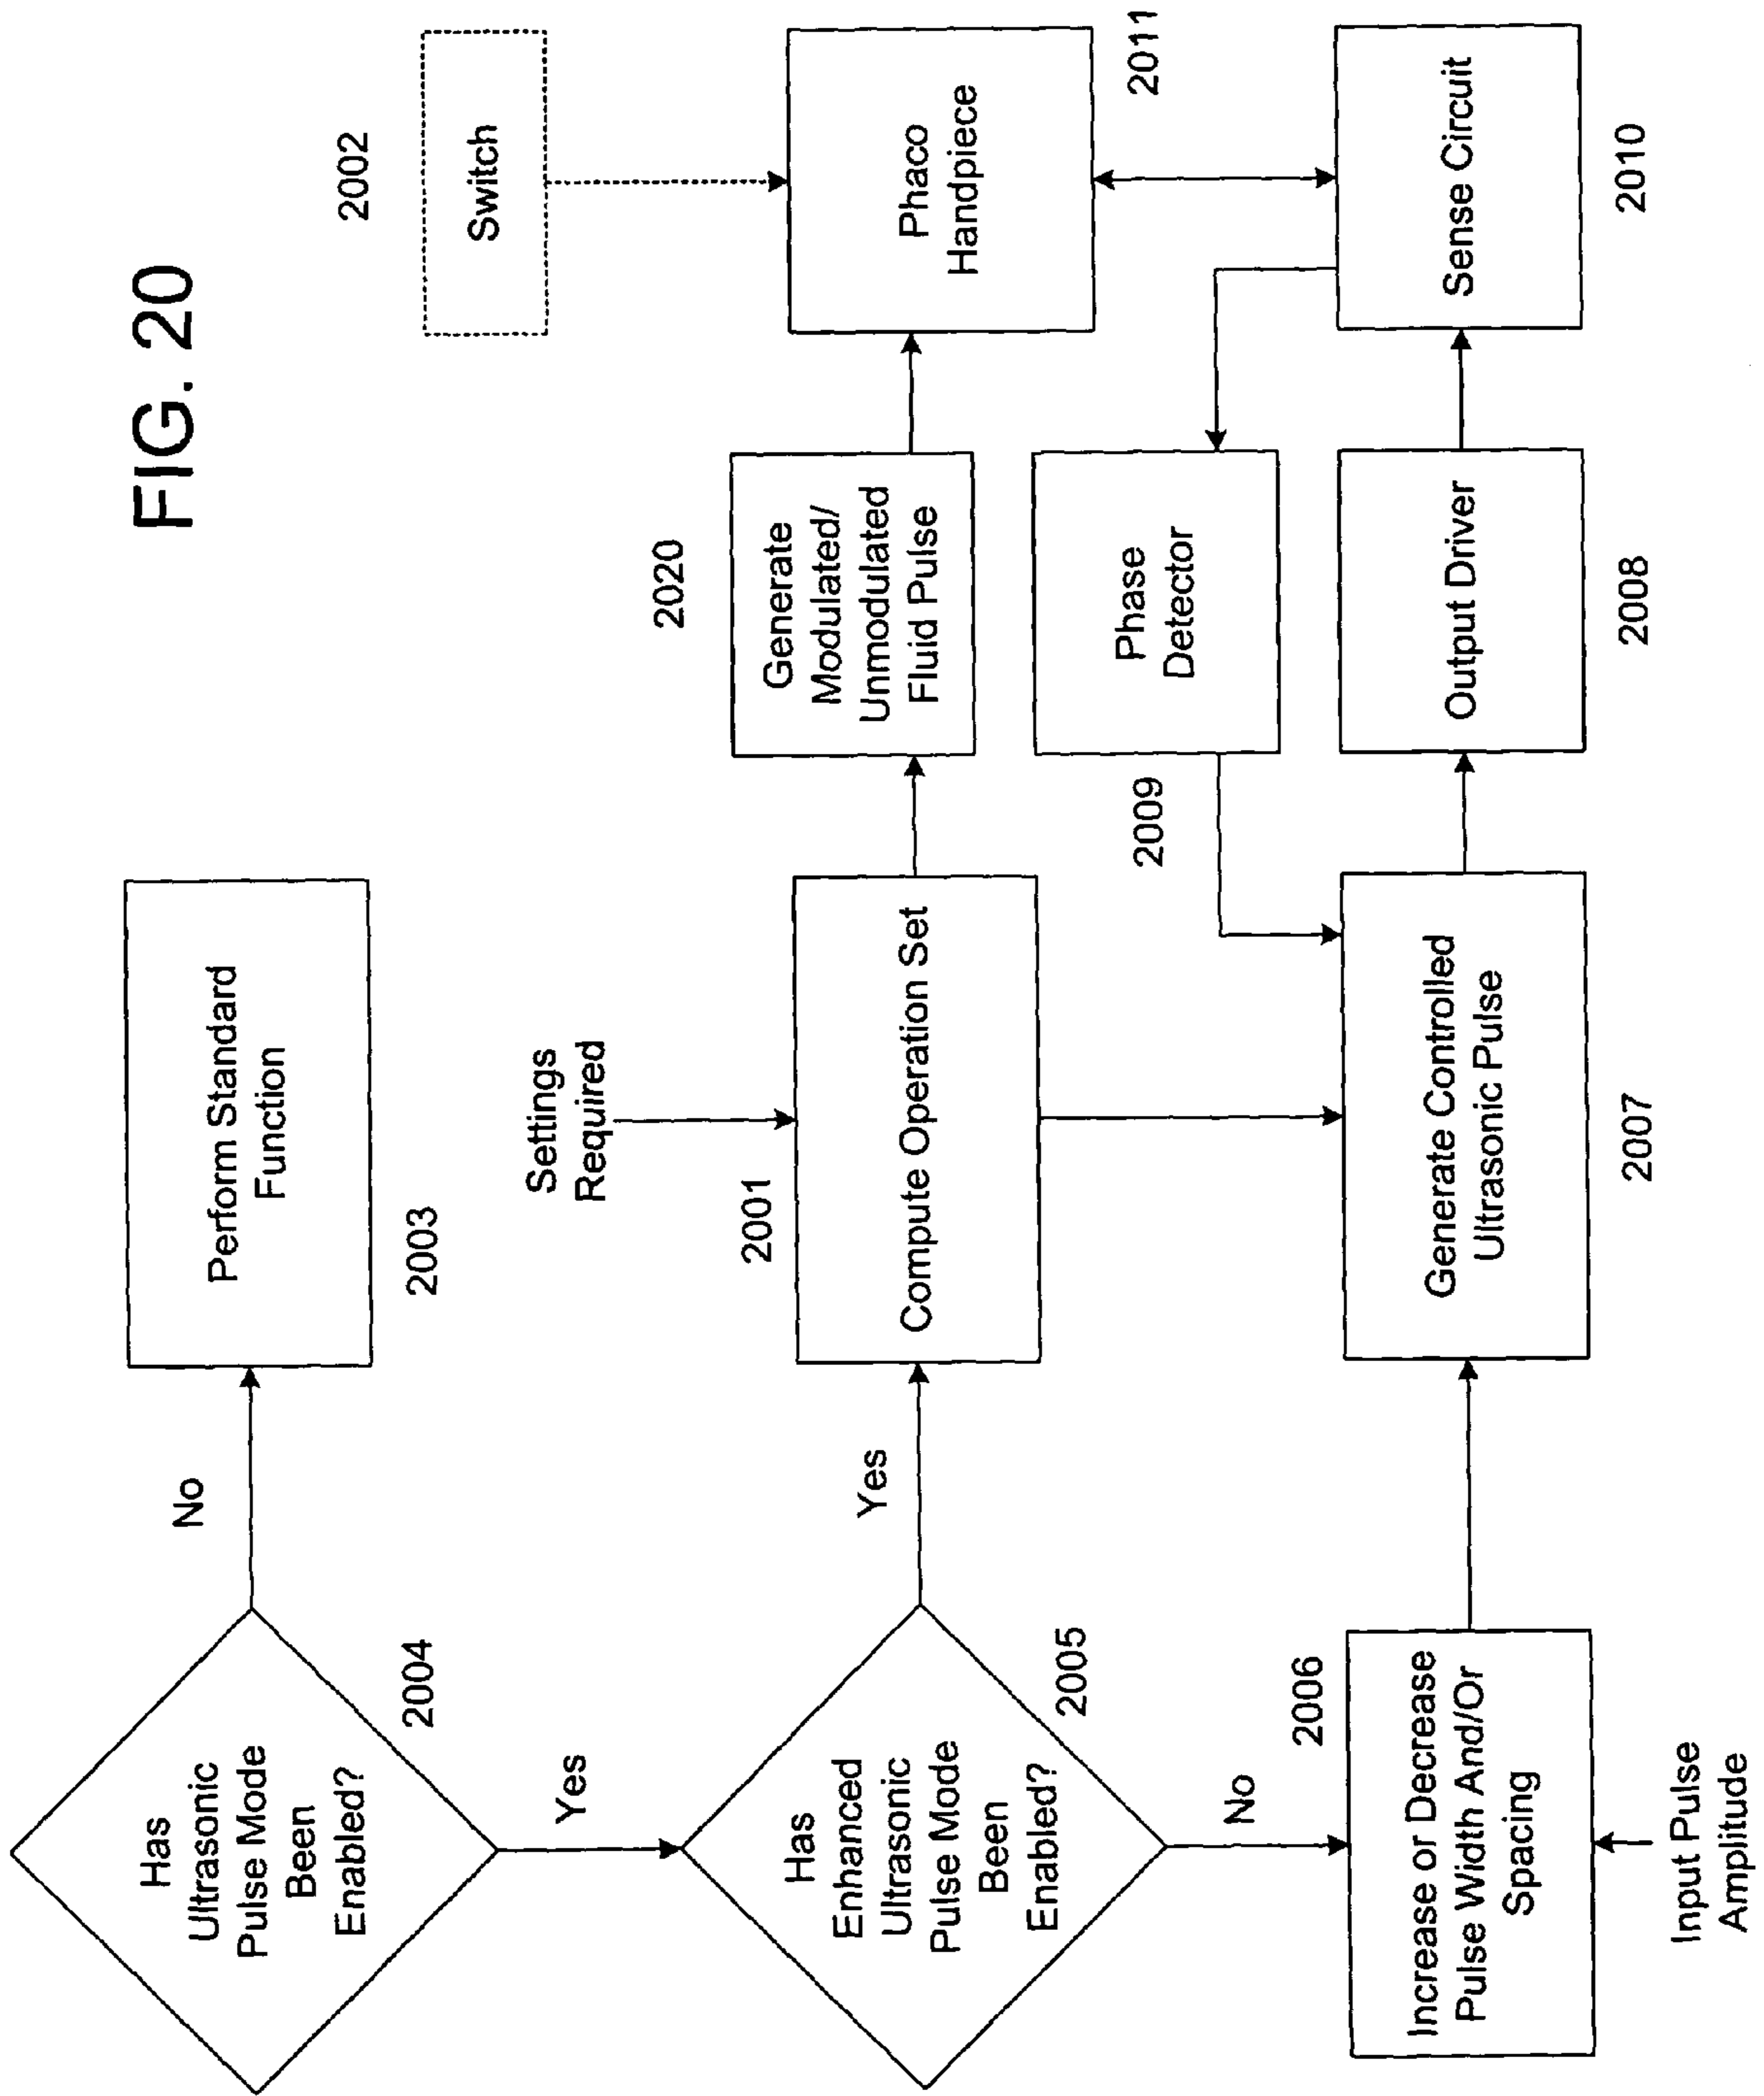 FIG. 20
Has
Ultrasonic
Pulse Mode
Been
Enabled?
2004
No
Perform Standard
Function
2003
Yes
Has
Enhanced
Ultrasonic
Pulse Mode
Been
Enabled?
2005
Yes
Settings
Required
2001
Compute Operation Set
2020
Generate
Modulated/
Unmodulated
Fluid Pulse
2002
Switch
Phaco
Handpiece
2011
No
2006
Increase or Decrease
Pulse Width And/Or
Spacing
Input Pulse
Amplitude
Generate Controlled
Ultrasonic Pulse
2007
2009
Phase
Detector
Output Driver
2008
Sense Circuit
2010